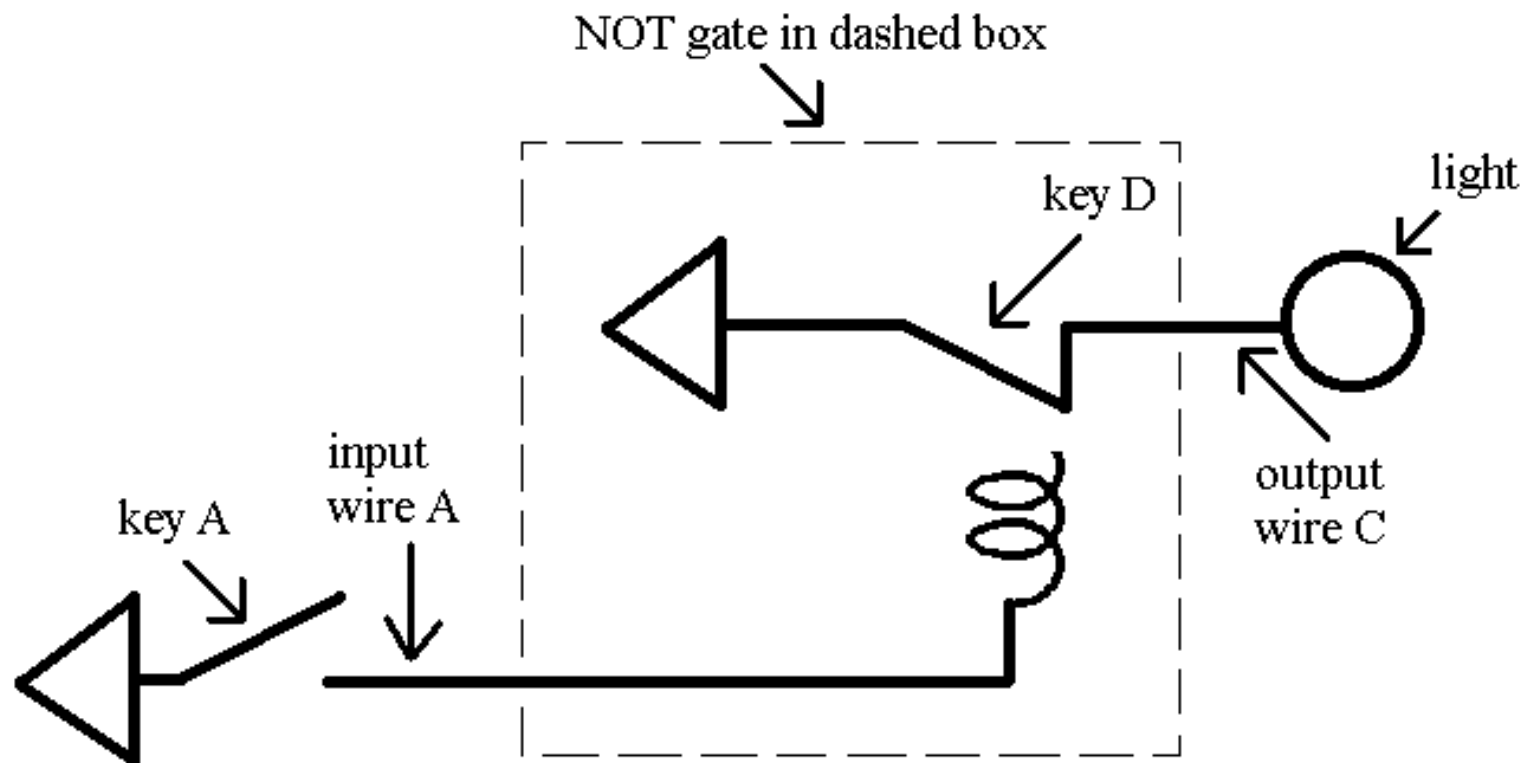 NOT gate in dashed box
light
key D
input
wire A
key A
output
wire C